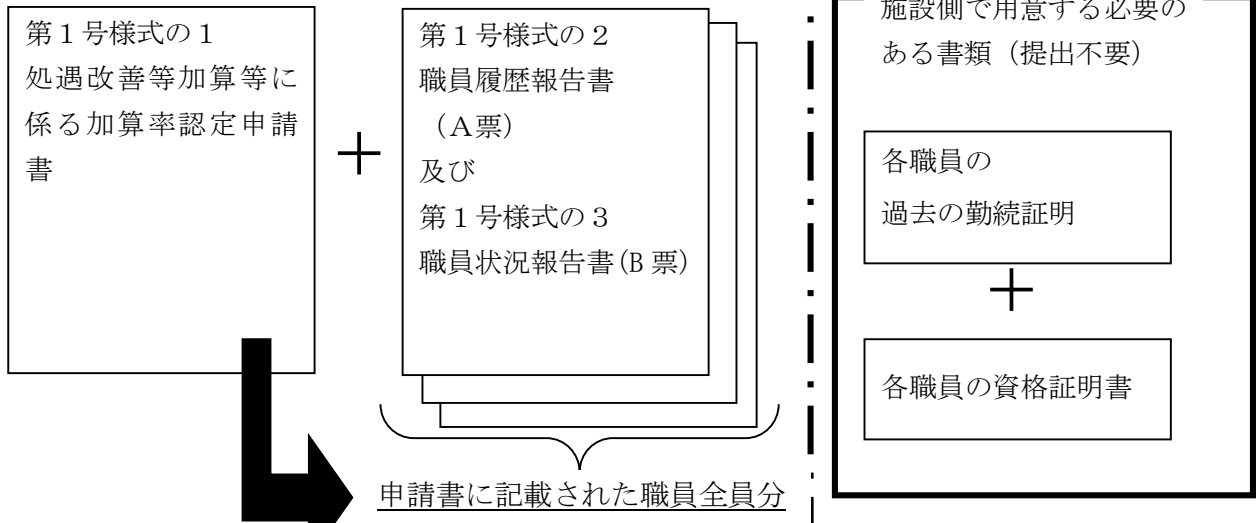 第１号様式の１
処遇改善等加算等に
係る加算率認定申請
書
＋
第１号様式の２
職員履歴報告書
（Ａ票）
及び
第１号様式の３
職員状況報告書(B 票)
申請書に記載された職員全員分
施設側で用意する必要の
ある書類（提出不要）
各職員の
過去の勤続証明
＋
各職員の資格証明書